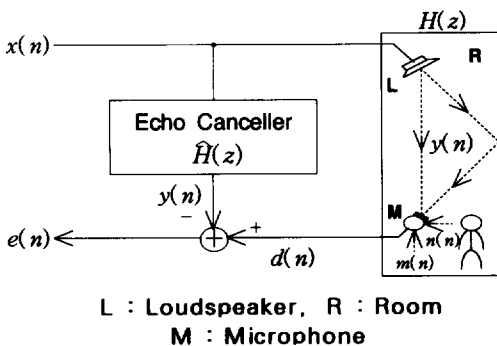 H(z)
x(n)
R
L
Echo Canceller
Ĥ(z)
y(n)
y(n)
−
+
M
n(n)
e(n)
d(n)
m(n)
L : Loudspeaker, R : Room
M : Microphone